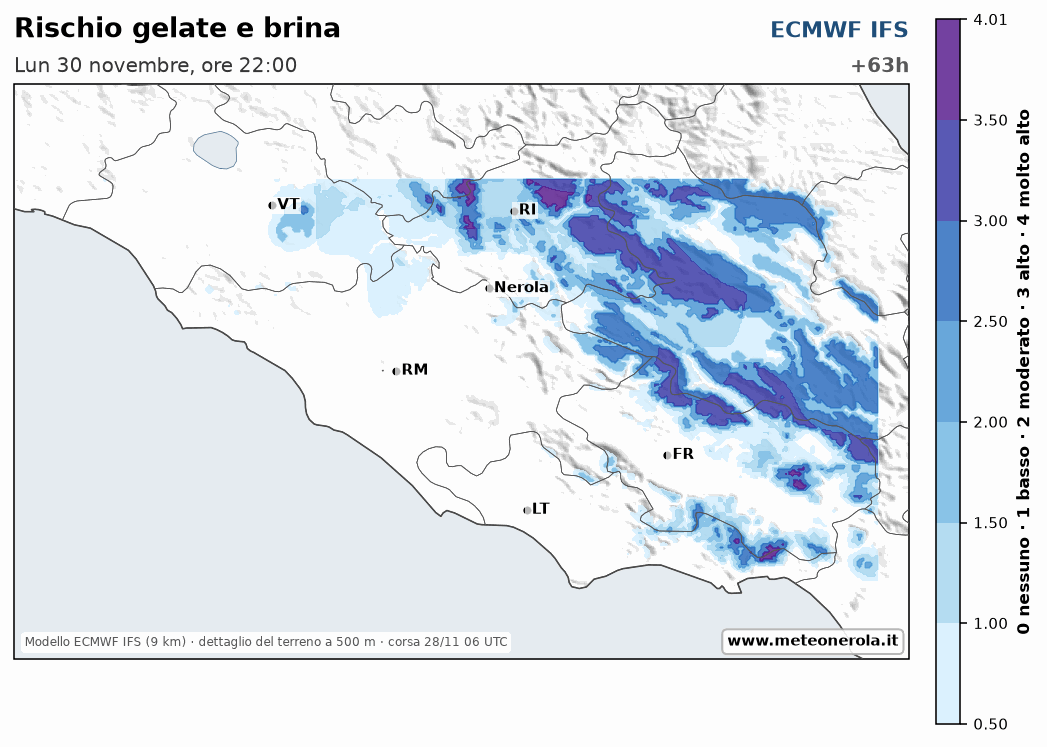 Rischio gelate e brina
ECMWF IFS
Lun 30 novembre, ore 22:00
+63h
VT
RI
Nerola
RM
FR
LT
Modello ECMWF IFS (9 km) · dettaglio del terreno a 500 m · corsa 28/11 06 UTC
www.meteonerola.it
4.01
3.50
3.00
2.50
2.00
1.50
1.00
0.50
0 nessuno · 1 basso · 2 moderato · 3 alto · 4 molto alto